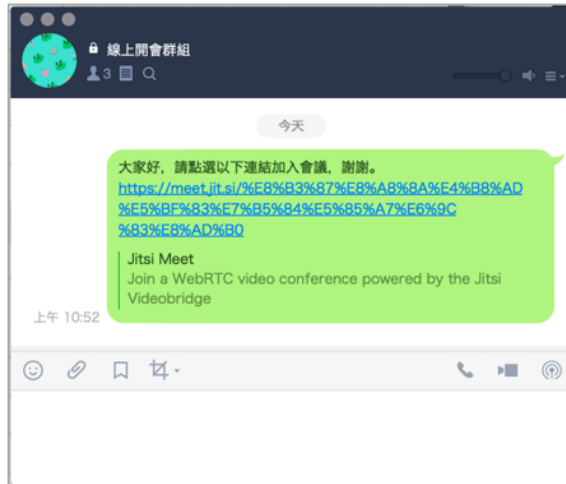 線上開會群組
3
今天
大家好，請點選以下連結加入會議，謝謝。
https://meet.jit.si/%E8%B3%87%E8%A8%8A%E4%B8%AD
%E5%BF%83%E7%B5%84%E5%85%A7%E6%9C
%83%E8%AD%B0
Jitsi Meet
Join a WebRTC video conference powered by the Jitsi
Videobridge
上午 10:52